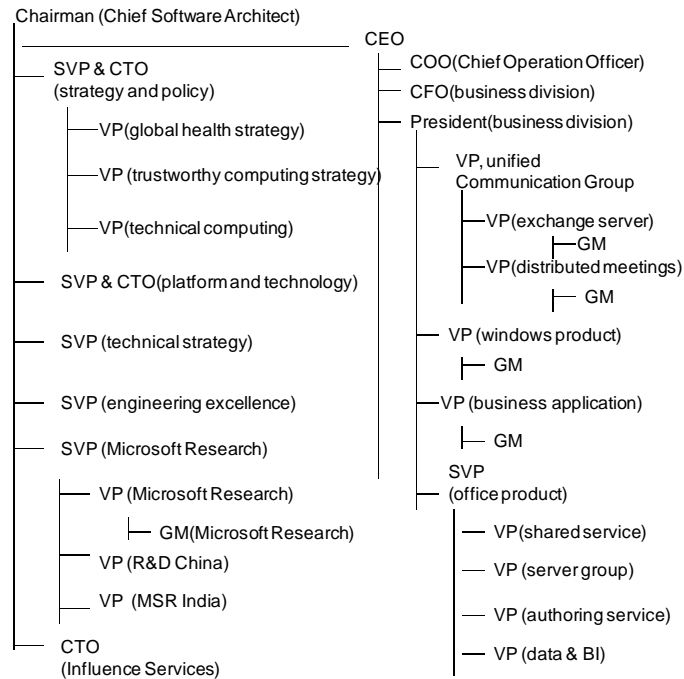 Chairman (Chief Software Architect)
SVP & CTO
(strategy and policy)
VP(global health strategy)
VP (trustworthy computing strategy)
VP(technical computing)
SVP & CTO(platform and technology)
SVP (technical strategy)
SVP (engineering excellence)
SVP (Microsoft Research)
VP (Microsoft Research)
GM(Microsoft Research)
VP (R&D China)
VP (MSR India)
CTO
(Influence Services)
CEO
COO(Chief Operation Officer)
CFO(business division)
President(business division)
VP, unified
Communication Group
VP(exchange server)
GM
VP(distributed meetings)
GM
VP (windows product)
GM
VP (business application)
GM
SVP
(office product)
VP(shared service)
VP (server group)
VP (authoring service)
VP (data & BI)